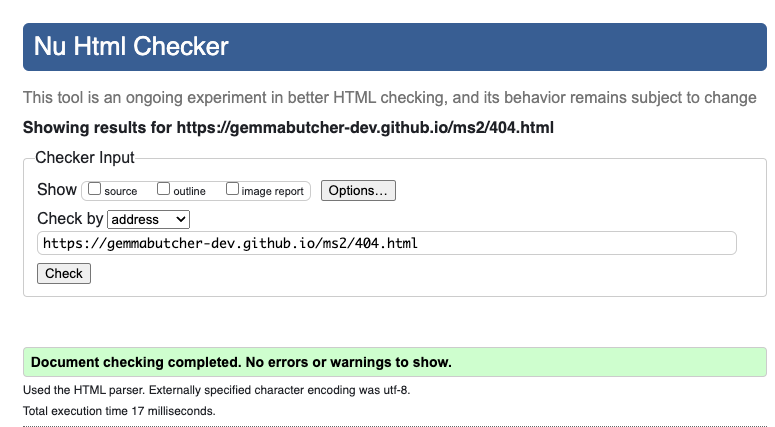 Nu Html Checker
This tool is an ongoing experiment in better HTML checking, and its behavior remains subject to change
Showing results for https://gemmabutcher-dev.github.io/ms2/404.html
Checker Input
Show source outline image report Options...
Check by address
https://gemmabutcher-dev.github.io/ms2/404.html
Check
Document checking completed. No errors or warnings to show.
Used the HTML parser. Externally specified character encoding was utf-8.
Total execution time 17 milliseconds.